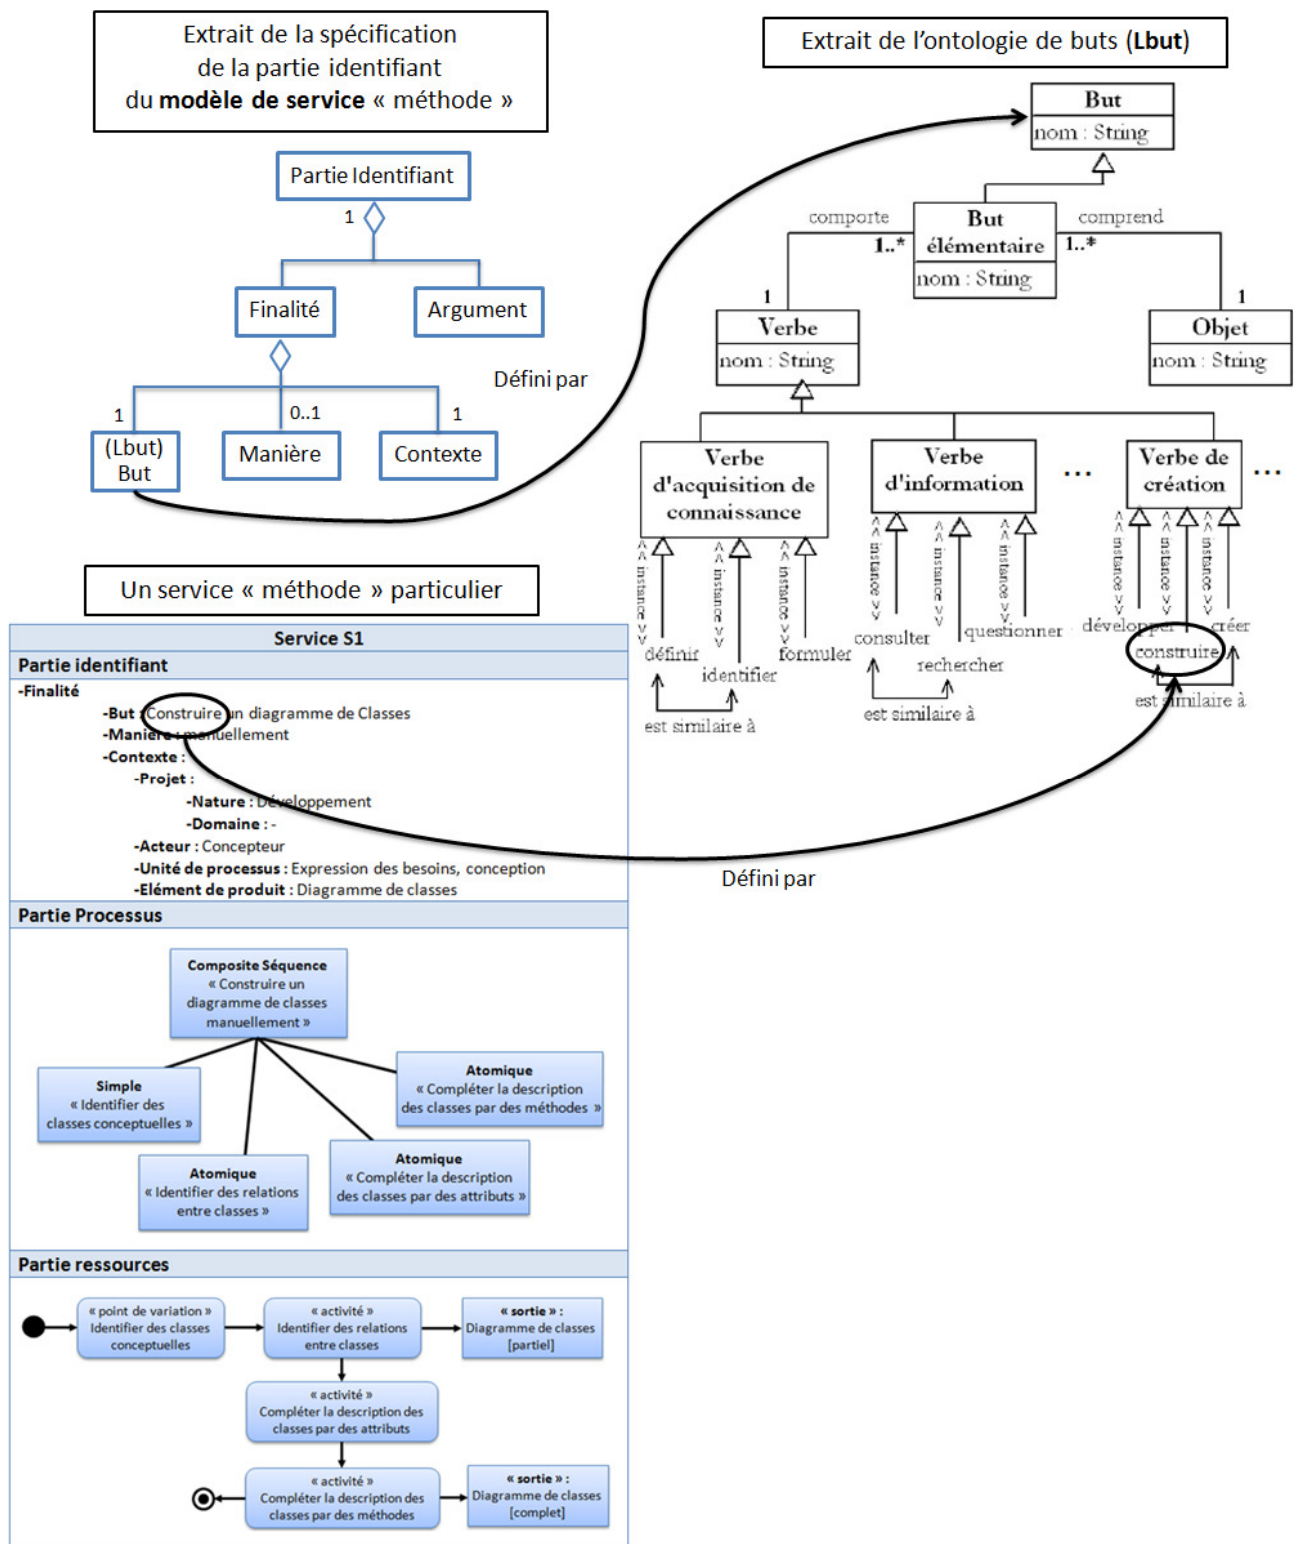 Extrait de la spécification
de la partie identifiant
du modèle de service « méthode »
Partie Identifiant
1
Finalité
Argument
1
0..1
1
(Lbut)
But
Manière
Contexte
Défini par
Extrait de l'ontologie de buts (Lbut)
But
nom : String
comporte
comprend
1..*
But
élémentaire
nom : String
1..*
1
1
Verbe
nom : String
Objet
nom : String
Verbe
d'acquisition de
connaissance
Verbe
d'information
...
Verbe de
création
...
<< instance >>
<< instance >>
<< instance >>
<< instance >>
<< instance >>
<< instance >>
<< instance >>
<< instance >>
<< instance >>
définir
identifier
formuler
est similaire à
consulter
rechercher
questionner
est similaire à
développer
construire
créer
est similaire à
Défini par
Un service « méthode » particulier
Service S1
Partie identifiant
-Finalité
-But : Construire un diagramme de Classes
-Manière : manuellement
-Contexte :
-Projet :
-Nature : Développement
-Domaine : -
-Acteur : Concepteur
-Unité de processus : Expression des besoins, conception
-Elément de produit : Diagramme de classes
Partie Processus
Composite Séquence
« Construire un
diagramme de classes
manuellement »
Simple
« Identifier des
classes conceptuelles »
Atomique
« Identifier des relations
entre classes »
Atomique
« Compléter la description
des classes par des attributs »
Atomique
« Compléter la description
des classes par des méthodes »
Partie ressources
« point de variation »
Identifier des classes
conceptuelles
« activité »
Identifier des relations
entre classes
« sortie » :
Diagramme de classes
[partiel]
« activité »
Compléter la description des
classes par des attributs
« activité »
Compléter la description des
classes par des méthodes
« sortie » :
Diagramme de classes
[complet]